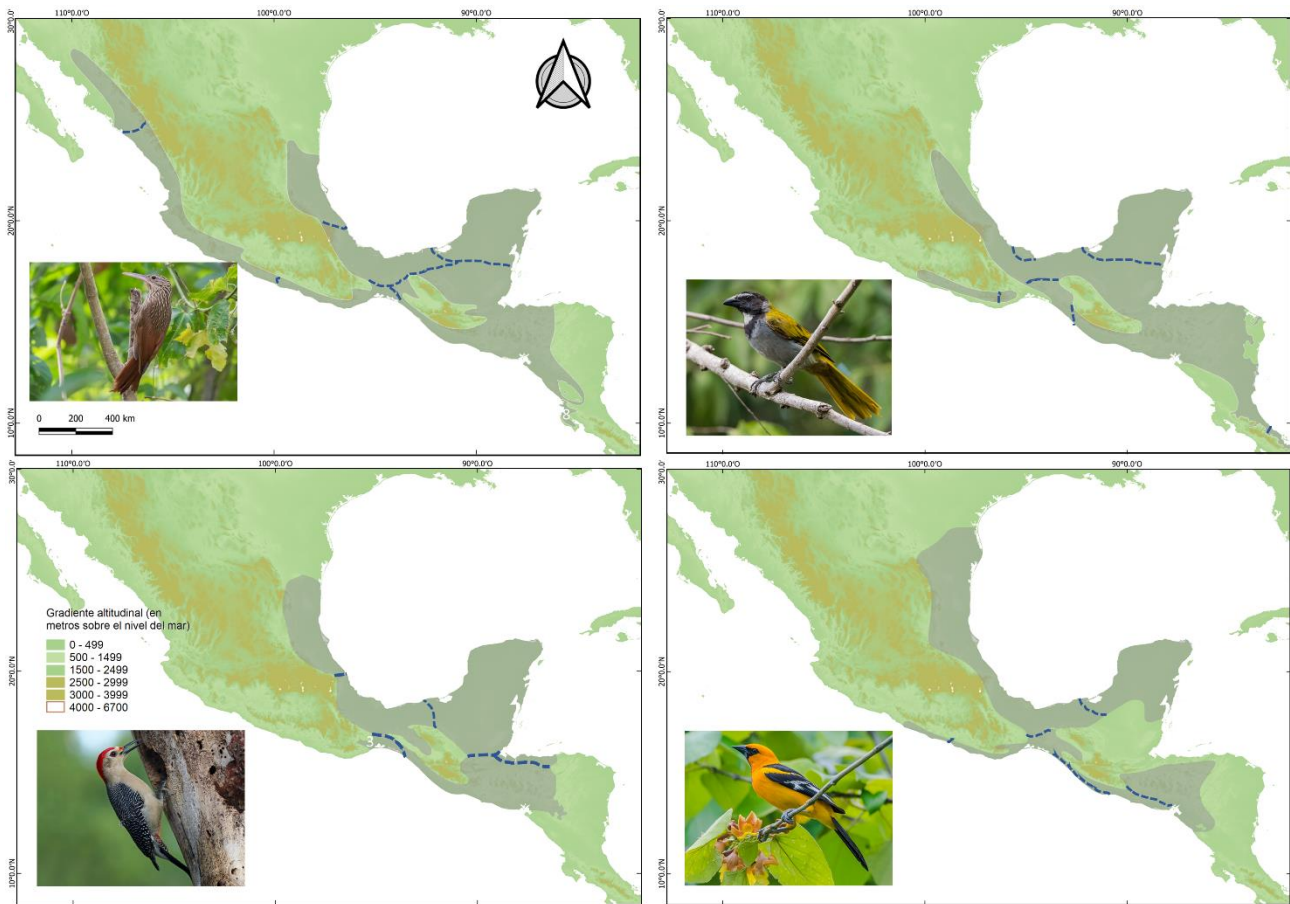 110°0.0'O 100°0.0'O 90°0.0'O
30°0.0'
20°0.0'N
10°0.0'N
0 200 400 km
8
110°0.0'O 100°0.0'O 90°0.0'O
30°0.0'N
20°0.0'N
10°0.0'N
110°0.0'O 100°0.0'O 90°0.0'O
30°0.0'
20°0.0'N
10°0.0'N
Gradiente altitudinal (en
metros sobre el nivel del mar)
0 - 499
500 - 1499
1500 - 2499
2500 - 2999
3000 - 3999
4000 - 6700
3
110°0.0'O 100°0.0'O 90°0.0'O
30°0.0'
20°0.0'N
10°0.0'N